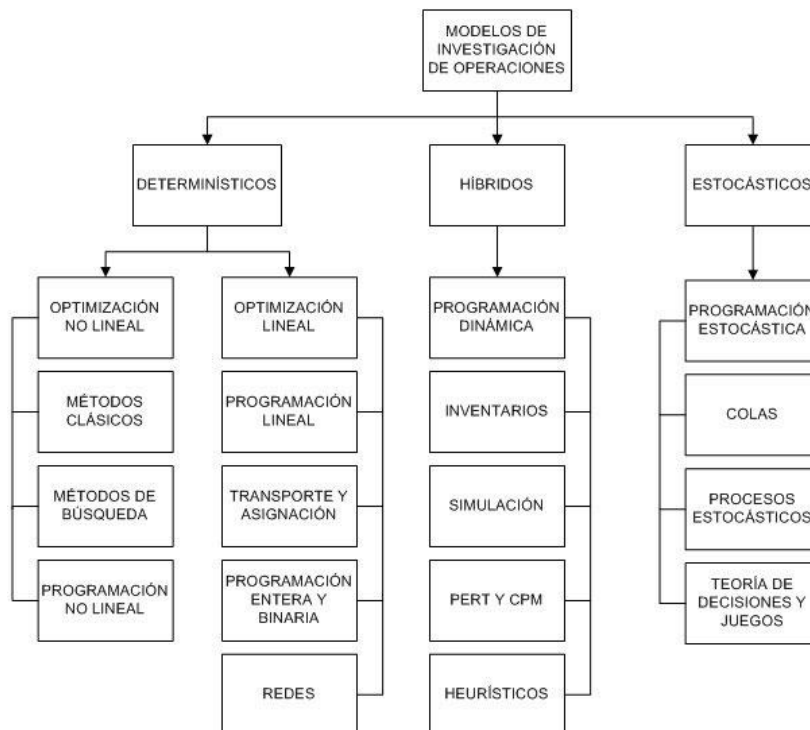 MODELOS DE
INVESTIGACIÓN
DE OPERACIONES
DETERMINÍSTICOS
HÍBRIDOS
ESTOCÁSTICOS
OPTIMIZACIÓN
NO LINEAL
MÉTODOS
CLÁSICOS
MÉTODOS DE
BÚSQUEDA
PROGRAMACIÓN
NO LINEAL
OPTIMIZACIÓN
LINEAL
PROGRAMACIÓN
LINEAL
TRANSPORTE Y
ASIGNACIÓN
PROGRAMACIÓN
ENTERA Y
BINARIA
REDES
PROGRAMACIÓN
DINÁMICA
INVENTARIOS
SIMULACIÓN
PERT Y CPM
HEURÍSTICOS
PROGRAMACIÓN
ESTOCÁSTICA
COLAS
PROCESOS
ESTOCÁSTICOS
TEORÍA DE
DECISIONES Y
JUEGOS